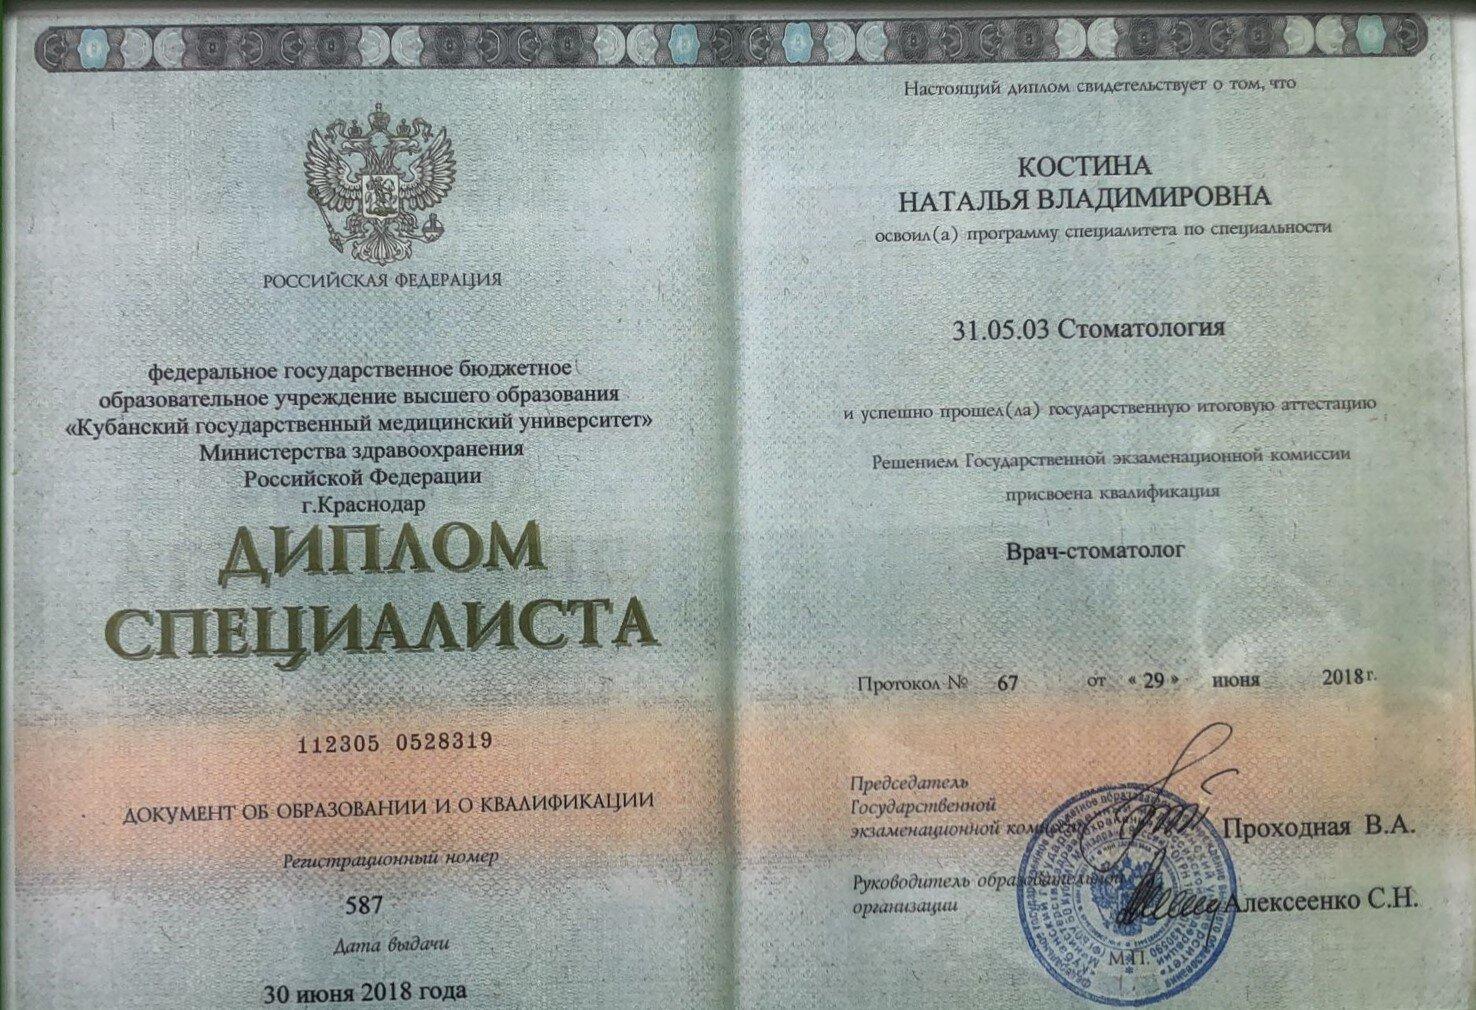 РОССИЙСКАЯ ФЕДЕРАЦИЯ
федеральное государственное бюджетное
образовательное учреждение высшего образования
«Кубанский государственный медицинский университет»
Министерства здравоохранения
Российской Федерации
г.Краснодар
ДИПЛОМ
СПЕЦИАЛИСТА
112305 0528319
ДОКУМЕНТ ОБ ОБРАЗОВАНИИ И О КВАЛИФИКАЦИИ
Регистрационный номер
587
Дата выдачи
30 июня 2018 года
Настоящий диплом свидетельствует о том, что
КОСТИНА
НАТАЛЬЯ ВЛАДИМИРОВНА
освоил(а) программу специалитета по специальности
31.05.03 Стоматология
и успешно прошел(ла) государственную итоговую аттестацию
Решением Государственной экзаменационной комиссии
присвоена квалификация
Врач-стоматолог
Протокол № 67 от « 29 » июня 2018 г.
Председатель
Государственной
экзаменационной комиссии Проходная В.А.
Руководитель образовательной
организации Алексеенко С.Н.
М.П.